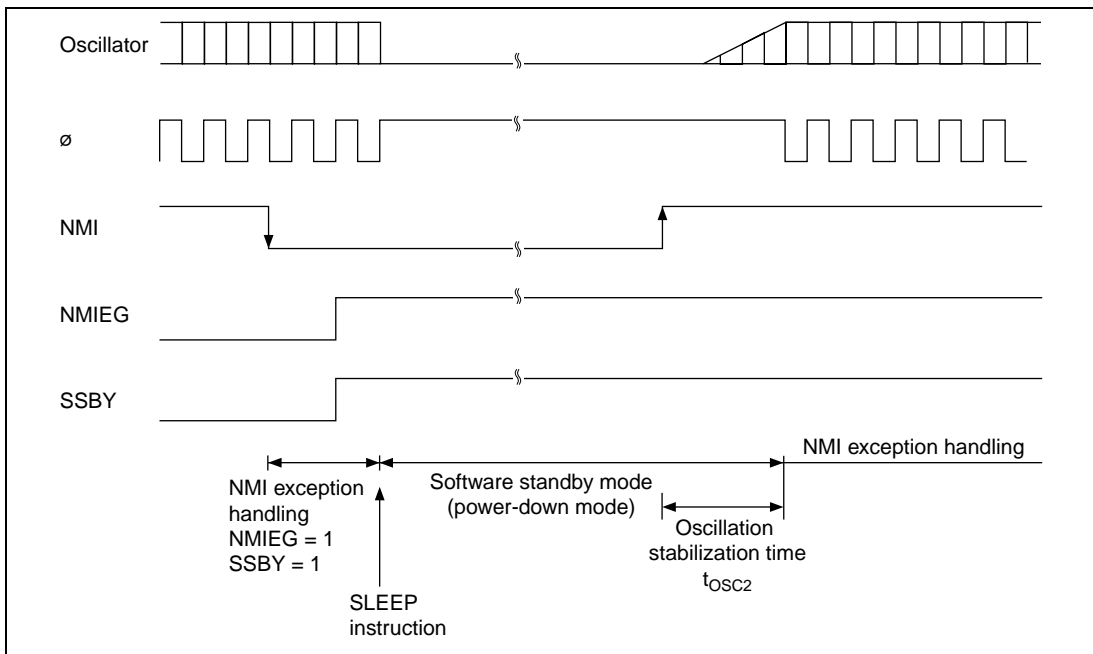 Oscillator
ø
NMI
NMIEG
SSBY
NMI exception
handling
NMIEG = 1
SSBY = 1
SLEEP
instruction
Software standby mode
(power-down mode)
Oscillation
stabilization time
tOSC2
NMI exception handling